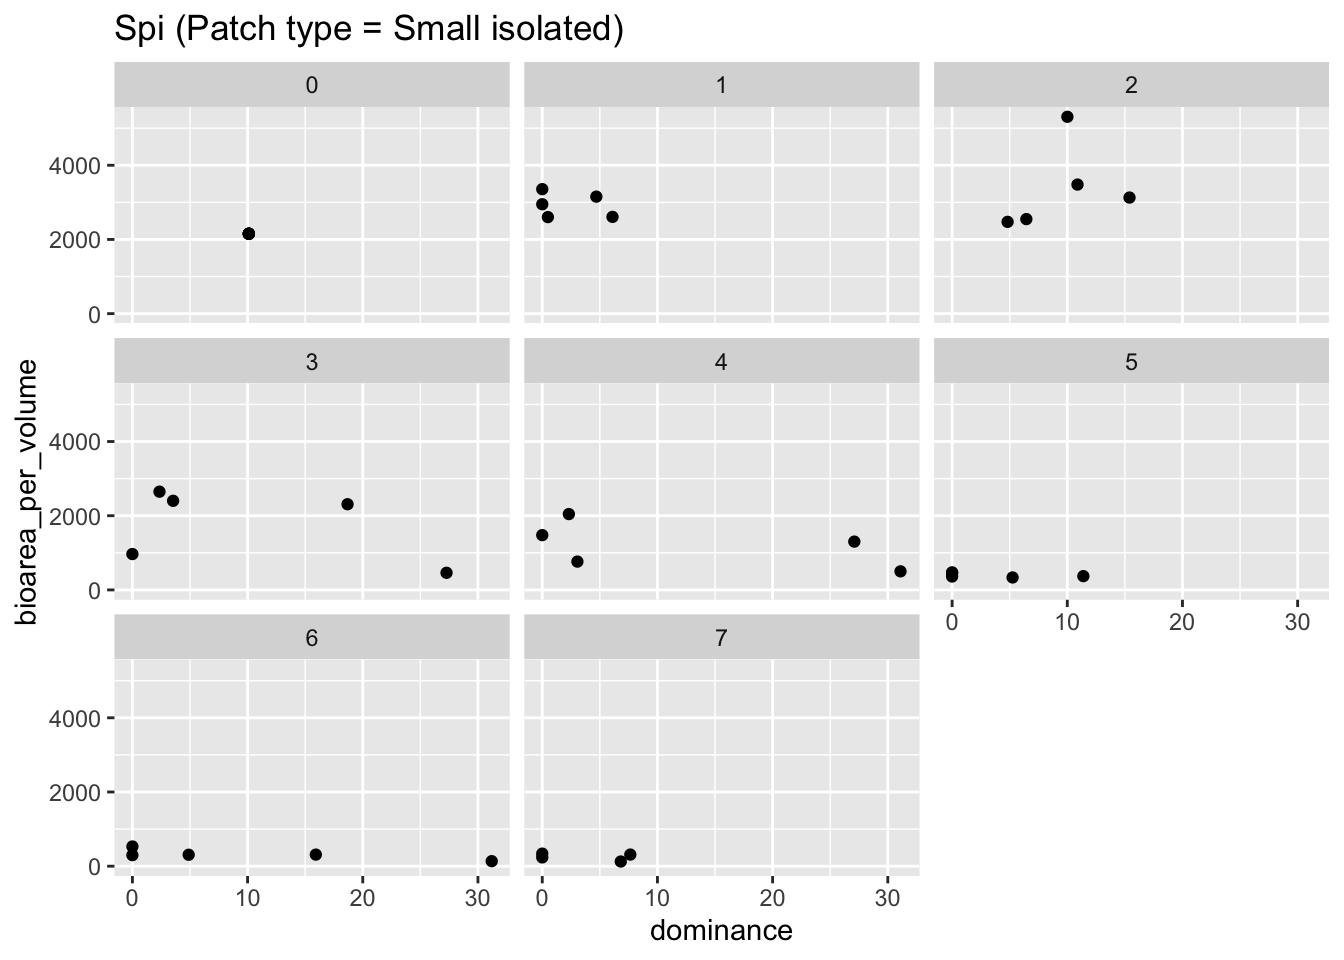 Spi (Patch type = Small isolated)
0 1 2
4000
2000
0
3 4 5
4000
2000
0
0 10 20 30
6 7
4000
2000
0
0 10 20 30 0 10 20 30
dominance
bioarea_per_volume